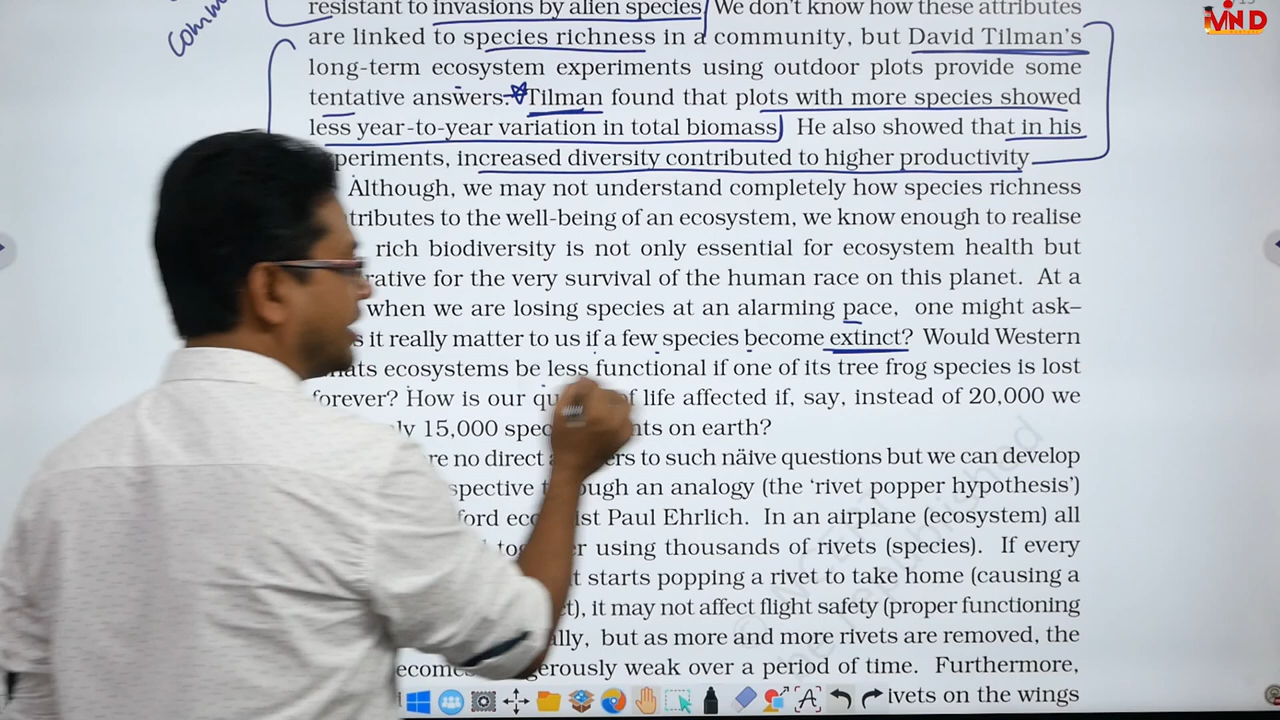 comm
MIND
resistant to invasions by alien species We don't know how these attributes
are linked to species richness in a community, but David Tilman's
long-term ecosystem experiments using outdoor plots provide some
tentative answers. Tilman found that plots with more species showed
less year-to-year variation in total biomass He also showed that in his
periments, increased diversity contributed to higher productivity
Although, we may not understand completely how species richness
tributes to the well-being of an ecosystem, we know enough to realise
rich biodiversity is not only essential for ecosystem health but
rative for the very survival of the human race on this planet. At a
when we are losing species at an alarming pace, one might ask–
s it really matter to us if a few species become extinct? Would Western
hats ecosystems be less functional if one of its tree frog species is lost
forever? How is our qu of life affected if, say, instead of 20,000 we
ly 15,000 spec nts on earth?
re no direct a ers to such näive questions but we can develop
spective t ough an analogy (the 'rivet popper hypothesis')
ford eco ist Paul Ehrlich. In an airplane (ecosystem) all
tog er using thousands of rivets (species). If every
t starts popping a rivet to take home (causing a
ct), it may not affect flight safety (proper functioning
lly, but as more and more rivets are removed, the
ecomes gerously weak over a period of time. Furthermore,
ivets on the wings